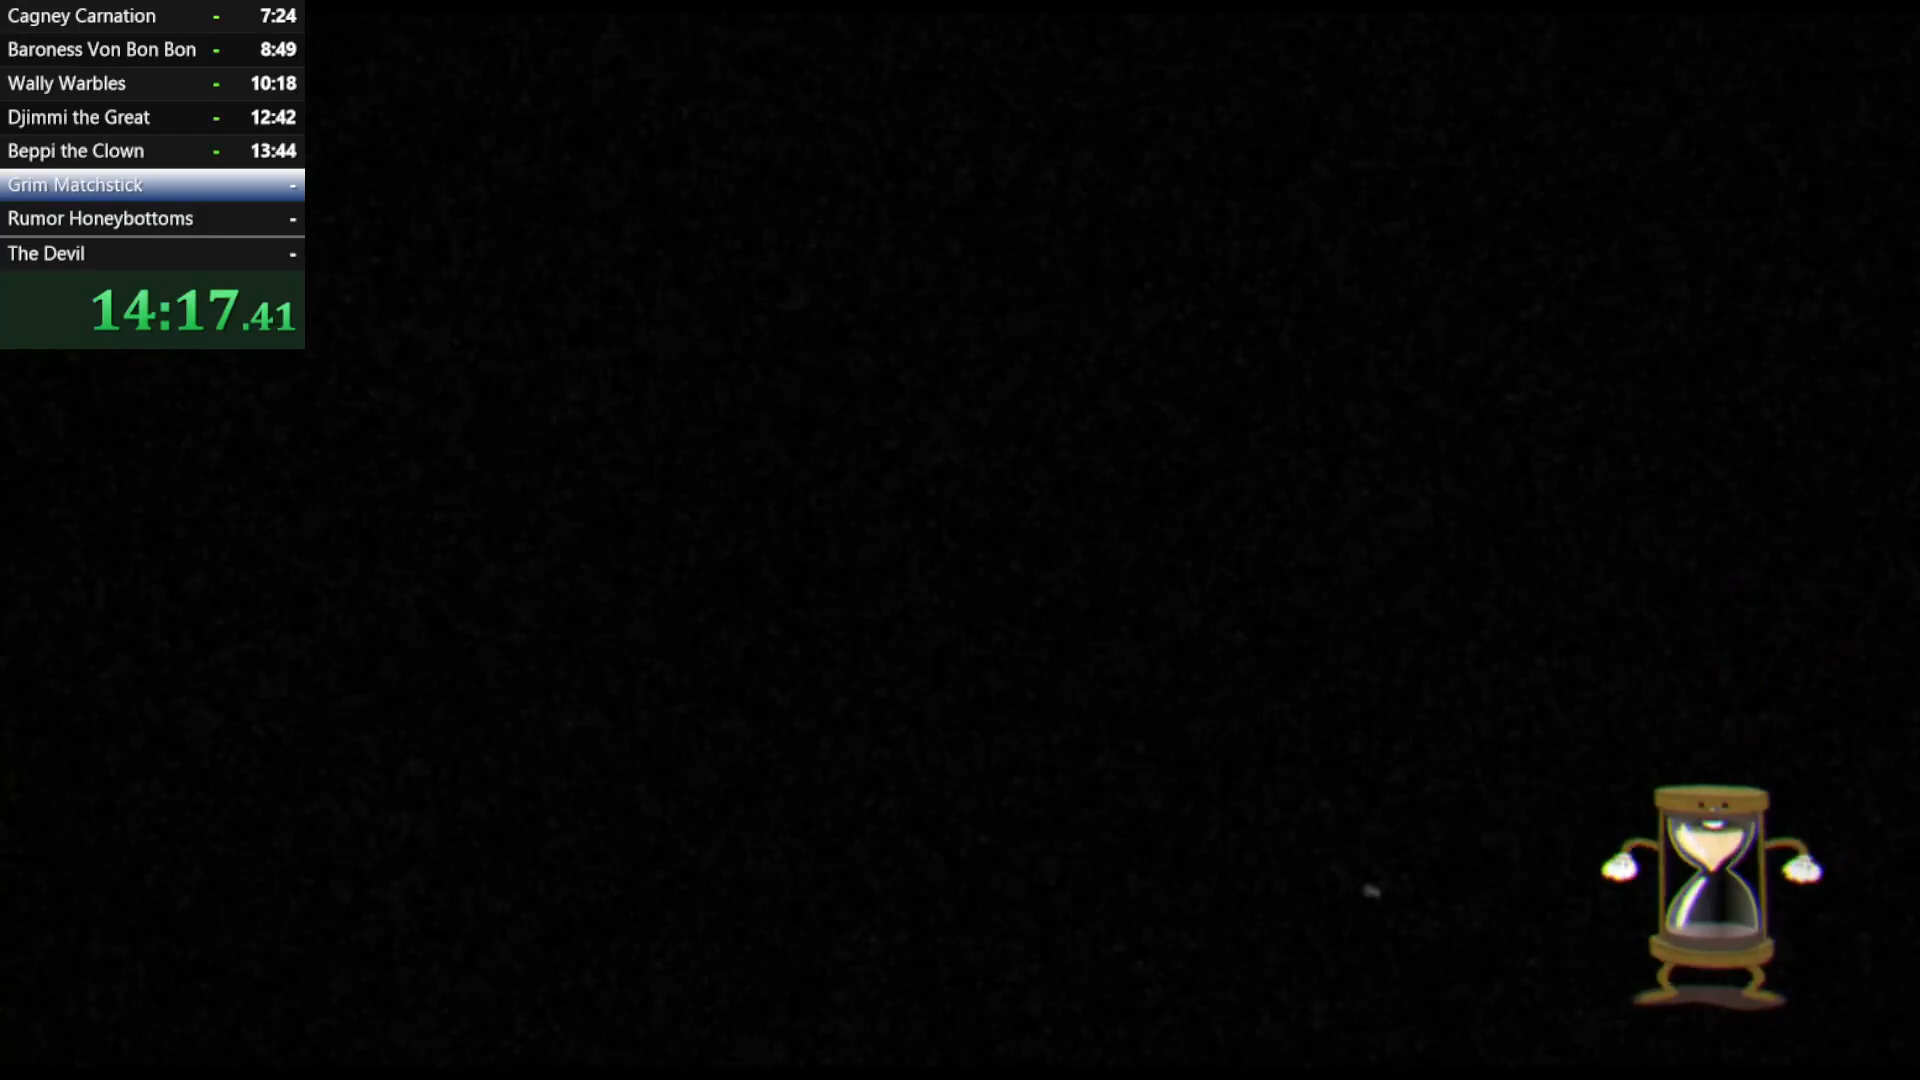 Cagney Carnation - 7:24
Baroness Von Bon Bon - 8:49
Wally Warbles - 10:18
Djimmi the Great - 12:42
Beppi the Clown - 13:44
Grim Matchstick -
Rumor Honeybottoms -
The Devil -
14:17.41